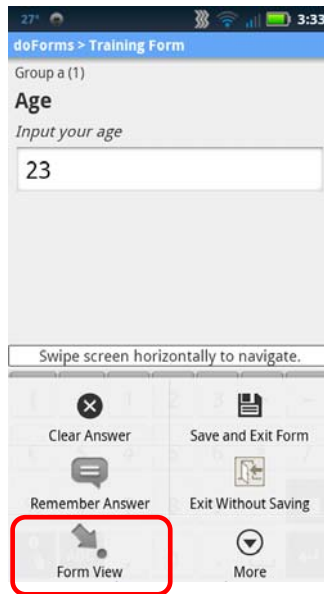 27° 3:33
doForms > Training Form
Group a (1)
Age
Input your age
23
Swipe screen horizontally to navigate.
Clear Answer Save and Exit Form
Remember Answer Exit Without Saving
Form View More